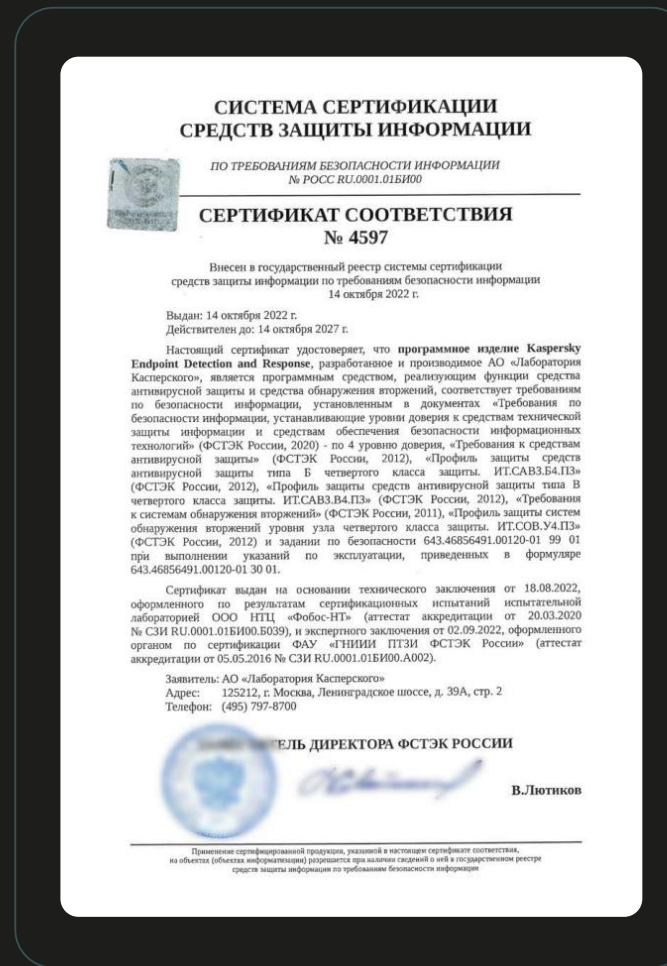 СИСТЕМА СЕРТИФИКАЦИИ
СРЕДСТВ ЗАЩИТЫ ИНФОРМАЦИИ
ПО ТРЕБОВАНИЯМ БЕЗОПАСНОСТИ ИНФОРМАЦИИ
№ РОСС RU.0001.01БИ00
СЕРТИФИКАТ СООТВЕТСТВИЯ
№ 4597
Внесен в государственный реестр системы сертификации
средств защиты информации по требованиям безопасности информации
14 октября 2022 г.
Выдан: 14 октября 2022 г.
Действителен до: 14 октября 2027 г.
Настоящий сертификат удостоверяет, что программное изделие Kaspersky
Endpoint Detection and Response, разработанное и производимое АО «Лаборатория
Касперского», является программным средством, реализующим функции средства
антивирусной защиты и средства обнаружения вторжений, соответствует требованиям
по безопасности информации, установленным в документах «Требования по
безопасности информации, устанавливающие уровни доверия к средствам технической
защиты информации и средствам обеспечения безопасности информационных
технологий» (ФСТЭК России, 2020) - по 4 уровню доверия, «Требования к средствам
антивирусной защиты» (ФСТЭК России, 2012), «Профиль защиты средств
антивирусной защиты типа Б четвертого класса защиты. ИТ.САВЗ.Б4.ПЗ»
(ФСТЭК России, 2012), «Профиль защиты средств антивирусной защиты типа В
четвертого класса защиты. ИТ.САВЗ.В4.ПЗ» (ФСТЭК России, 2012), «Требования
к системам обнаружения вторжений» (ФСТЭК России, 2011), «Профиль защиты систем
обнаружения вторжений уровня узла четвертого класса защиты. ИТ.СОВ.У4.ПЗ»
(ФСТЭК России, 2012) и задании по безопасности 643.46856491.00120-01 99 01
при выполнении указаний по эксплуатации, приведенных в формуляре
643.46856491.00120-01 30 01.
Сертификат выдан на основании технического заключения от 18.08.2022,
оформленного по результатам сертификационных испытаний испытательной
лабораторией ООО НТЦ «Фобос-НТ» (аттестат аккредитации от 20.03.2020
№ СЗИ RU.0001.01БИ00.Б039), и экспертного заключения от 02.09.2022, оформленного
органом по сертификации ФАУ «ГНИИИ ПТЗИ ФСТЭК России» (аттестат
аккредитации от 05.05.2016 № СЗИ RU.0001.01БИ00.А002).
Заявитель: АО «Лаборатория Касперского»
Адрес: 125212, г. Москва, Ленинградское шоссе, д. 39А, стр. 2
Телефон: (495) 797-8700
ДИРЕКТОРА ФСТЭК РОССИИ
В.Лютиков
Применение сертифицированной продукции, указанной в настоящем сертификате соответствия,
на объектах (объектах информатизации) разрешается при наличии сведений о ней в государственном реестре
средств защиты информации по требованиям безопасности информации